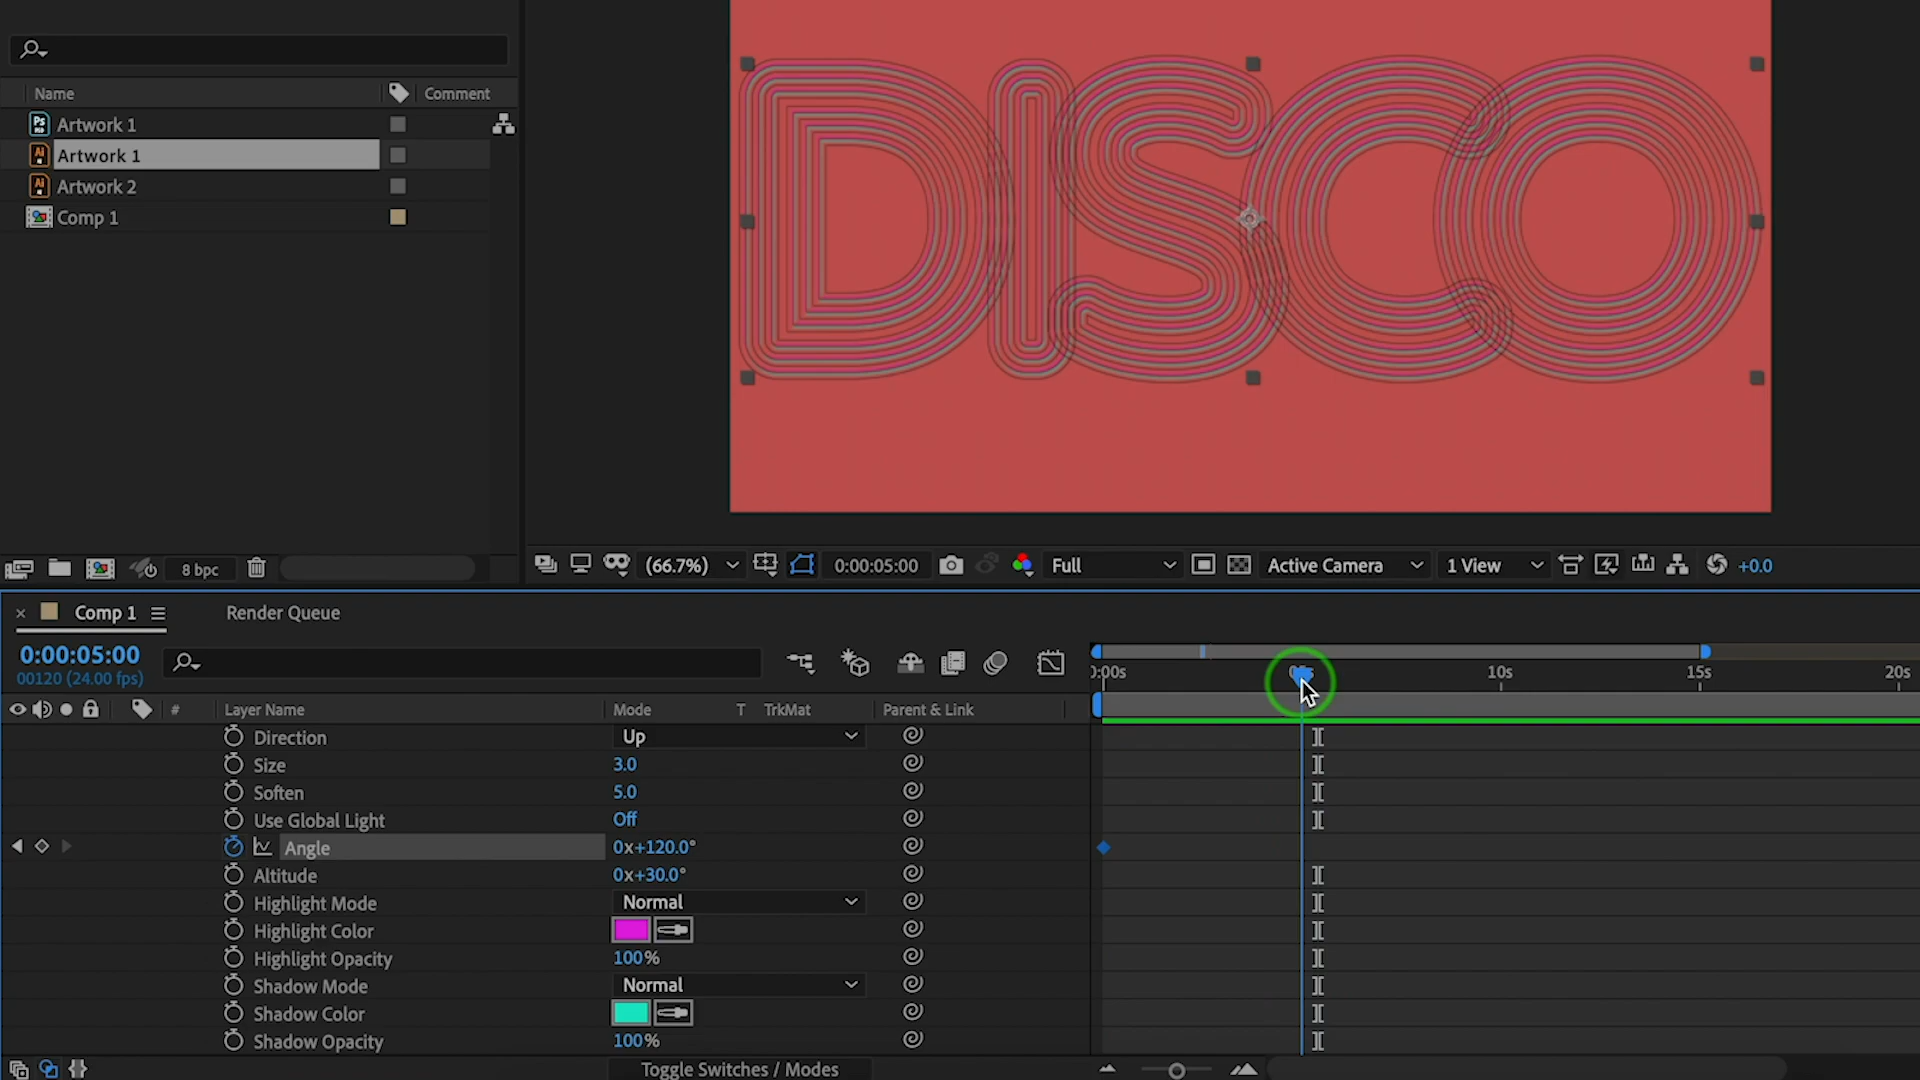 DISCO
Name
Comment
Ps
Artwork 1
Ai
Artwork 1
Ai
Artwork 2
Comp 1
8 bpc
(66.7%)
0:00:05:00
Full
Active Camera
1 View
+0.0
× Comp 1
Render Queue
0:00:05:00
00120 (24.00 fps)
0:00s
10s
15s
20s
#
Layer Name
Mode
T
TrkMat
Parent & Link
Direction
Up
Size
3.0
Soften
5.0
Use Global Light
Off
Angle
0x+120.0°
Altitude
0x+30.0°
Highlight Mode
Normal
Highlight Color
Highlight Opacity
100%
Shadow Mode
Normal
Shadow Color
Shadow Opacity
100%
Toggle Switches / Modes